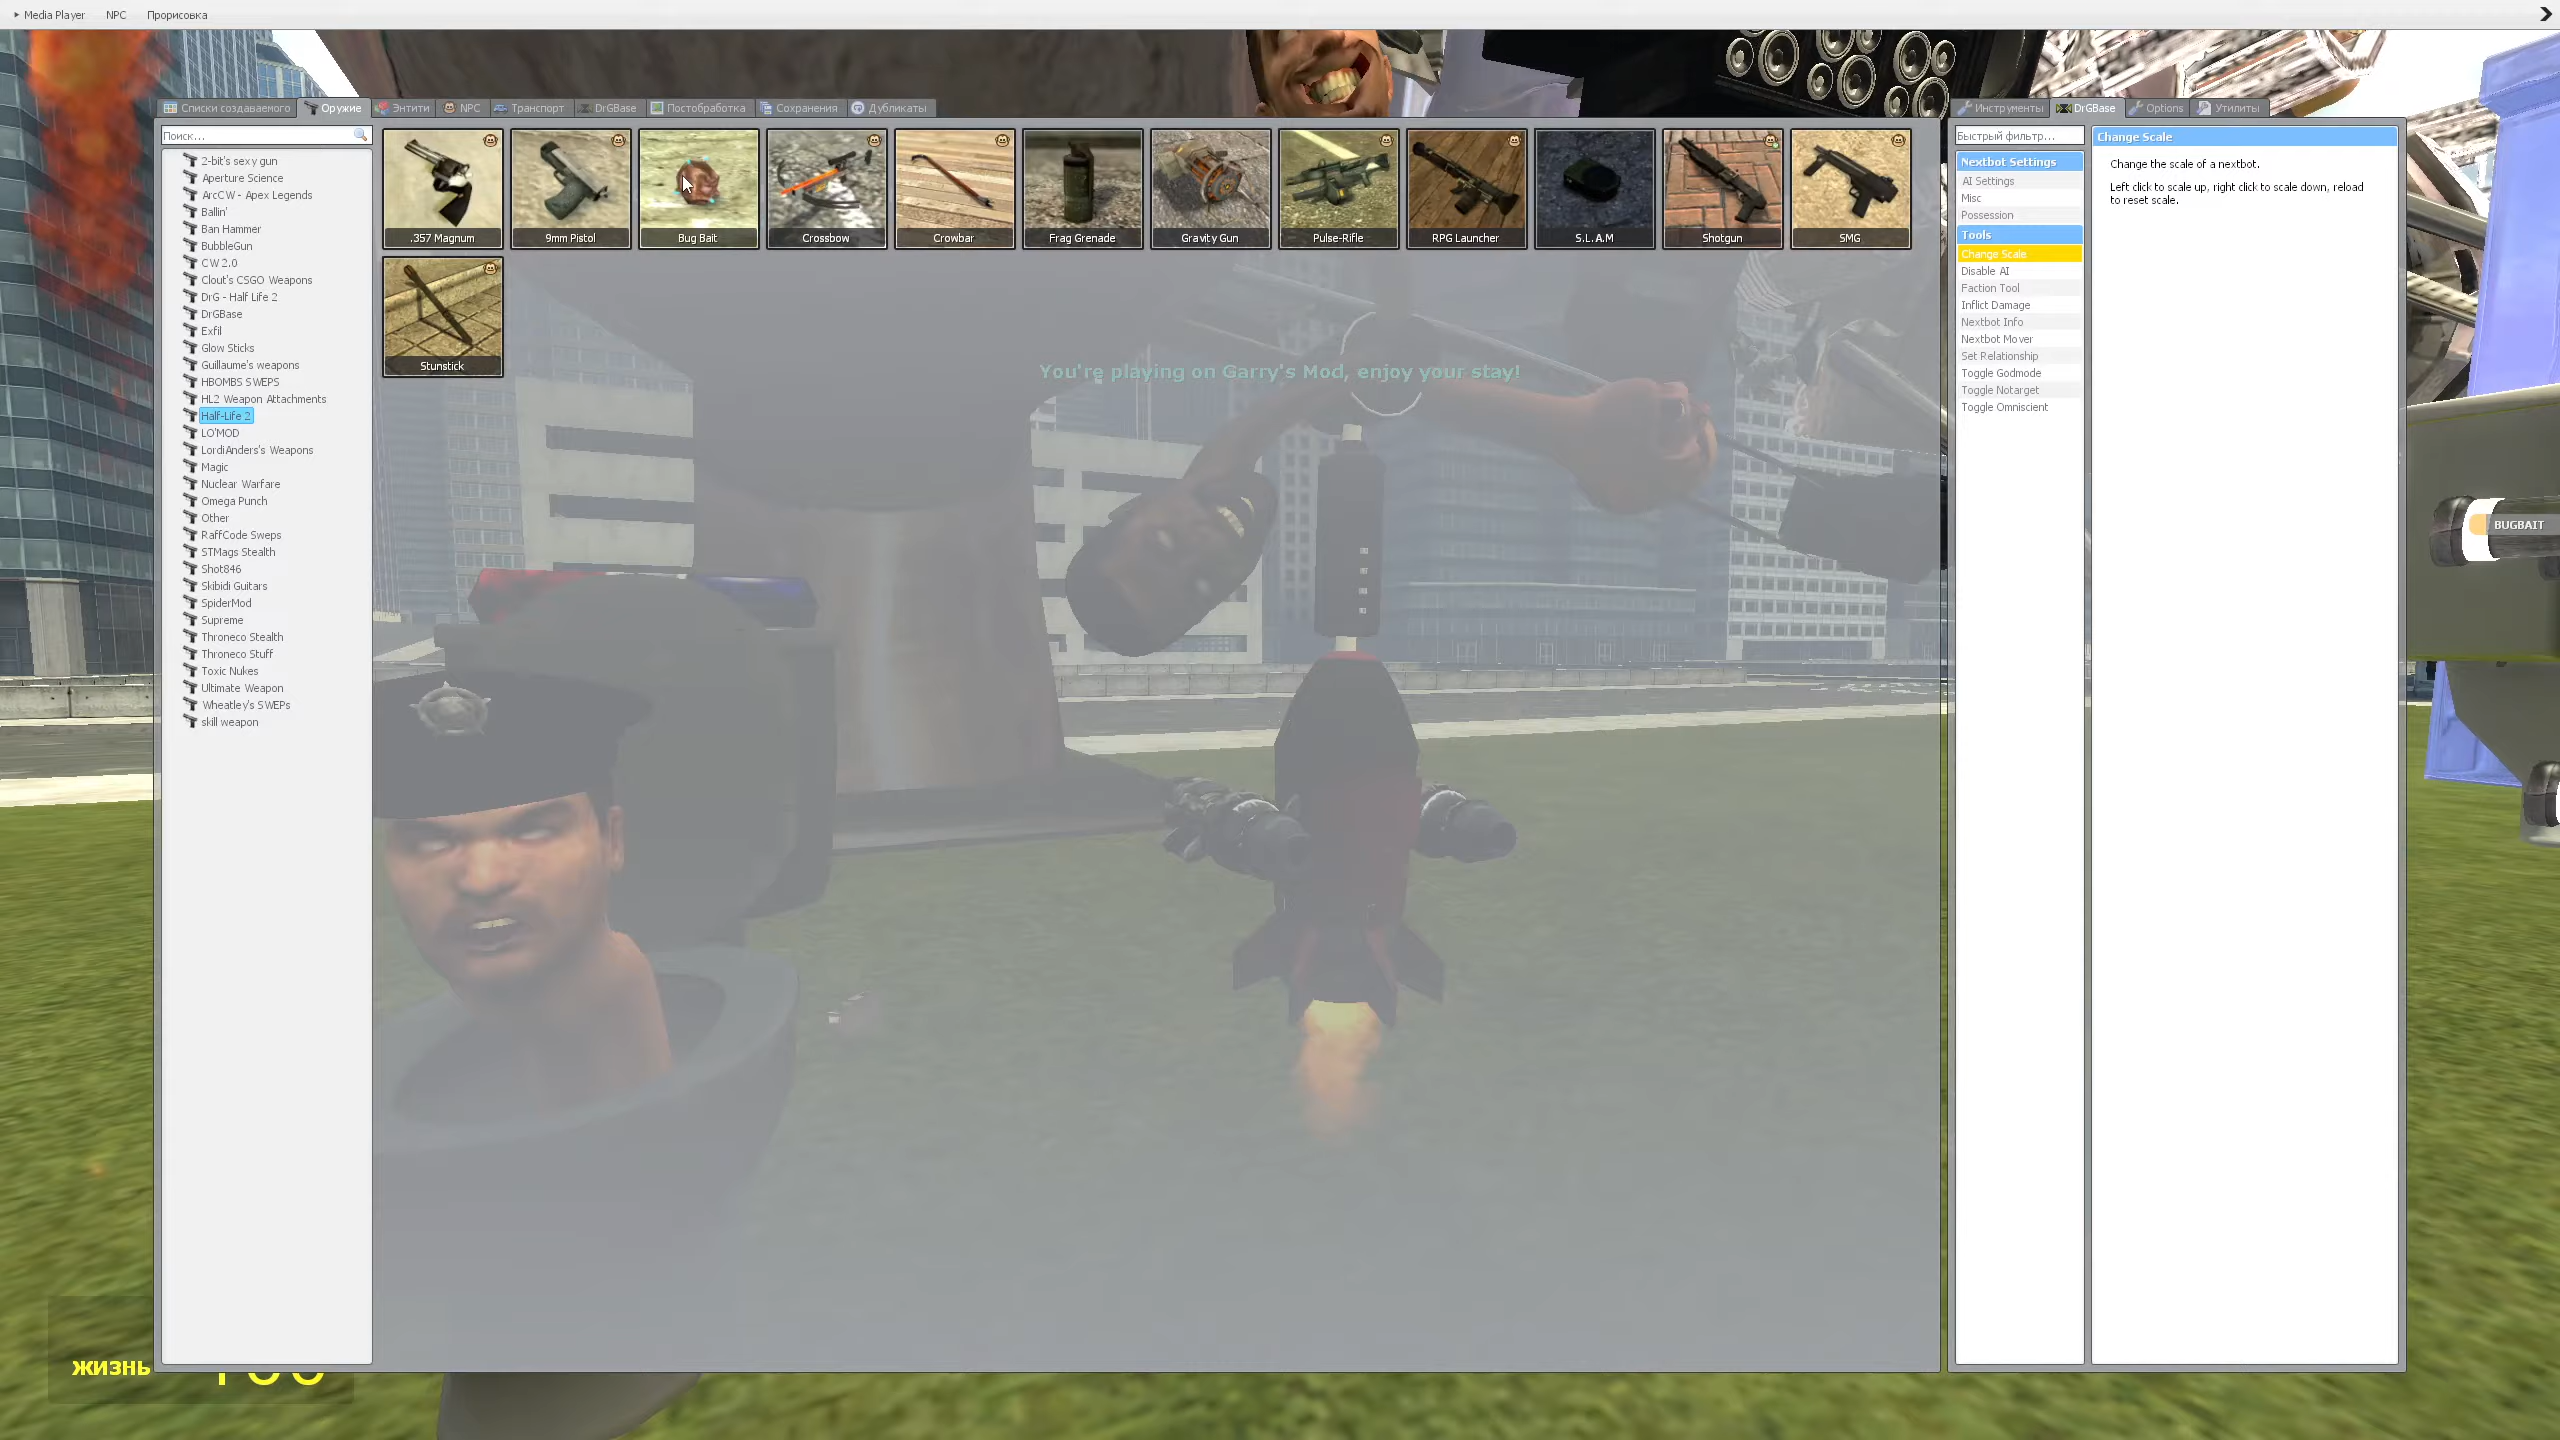 Media Player NPC Прорисовка
Списки создаваемого Оружие Энтити NPC Транспорт DrGBase Постобработка Сохранения Дубликаты
Поиск...
2-bit's sexy gun
Aperture Science
ArcCW - Apex Legends
Ballin'
Ban Hammer
BubbleGun
CW 2.0
Clout's CSGO Weapons
DrG - Half Life 2
DrGBase
Exfil
Glow Sticks
Guillaume's weapons
HBOMBS SWEPS
HL2 Weapon Attachments
Half-Life 2
LO'MOD
LordiAnders's Weapons
Magic
Nuclear Warfare
Omega Punch
Other
RaffCode Sweps
STMags Stealth
Shot846
Skibidi Guitars
SpiderMod
Supreme
Throneco Stealth
Throneco Stuff
Toxic Nukes
Ultimate Weapon
Wheatley's SWEPs
skill weapon
.357 Magnum 9mm Pistol Bug Bait Crossbow Crowbar Frag Grenade Gravity Gun Pulse-Rifle RPG Launcher S.L.A.M Shotgun SMG
Stunstick
You're playing on Garry's Mod, enjoy your stay!
Инструменты DrGBase Options Утилиты
Быстрый фильтр...
Nextbot Settings
AI Settings
Misc
Possession
Tools
Change Scale
Disable AI
Faction Tool
Inflict Damage
Nextbot Info
Nextbot Mover
Set Relationship
Toggle Godmode
Toggle Notarget
Toggle Omniscient
Change Scale
Change the scale of a nextbot.
Left click to scale up, right click to scale down, reload
to reset scale.
BUGBAIT
ЖИЗНЬ